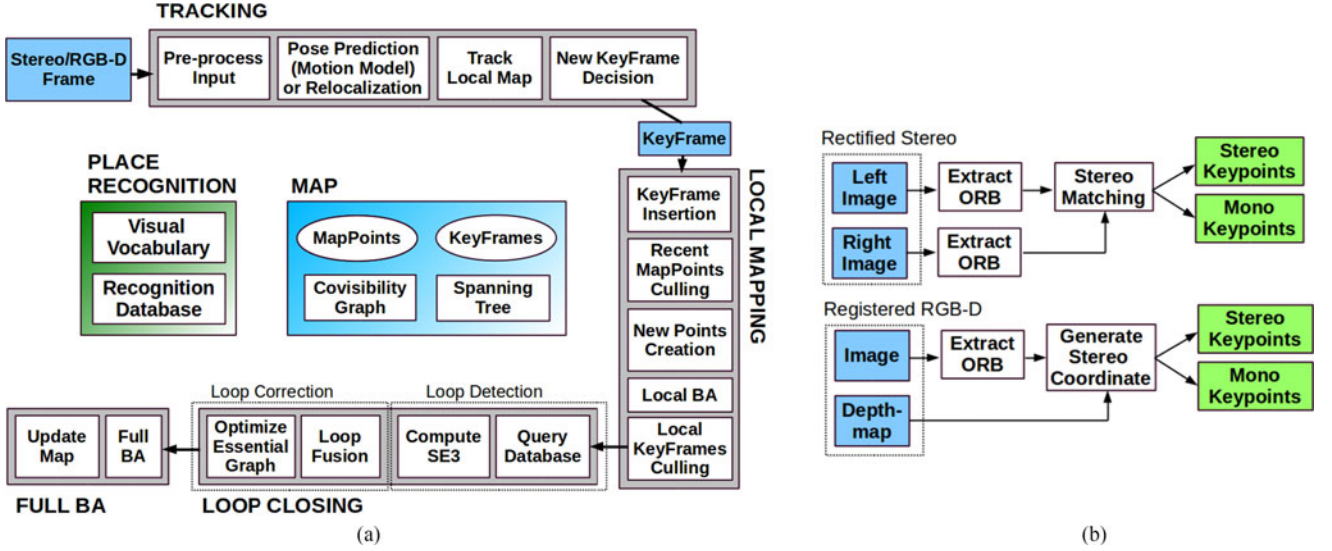 TRACKING
Stereo/RGB-D
Frame
Pre-process
Input
Pose Prediction
(Motion Model)
or Relocalization
Track
Local Map
New KeyFrame
Decision
KeyFrame
PLACE
RECOGNITION
Visual
Vocabulary
Recognition
Database
MAP
MapPoints
KeyFrames
Covisibility
Graph
Spanning
Tree
LOCAL MAPPING
KeyFrame
Insertion
Recent
MapPoints
Culling
New Points
Creation
Local BA
Local
KeyFrames
Culling
Loop Correction
Loop Detection
Update
Map
Full
BA
Optimize
Essential
Graph
Loop
Fusion
Compute
SE3
Query
Database
FULL BA
LOOP CLOSING
(a)
Rectified Stereo
Left
Image
Extract
ORB
Stereo
Matching
Stereo
Keypoints
Mono
Keypoints
Right
Image
Extract
ORB
Registered RGB-D
Image
Extract
ORB
Generate
Stereo
Coordinate
Stereo
Keypoints
Mono
Keypoints
Depth-
map
(b)